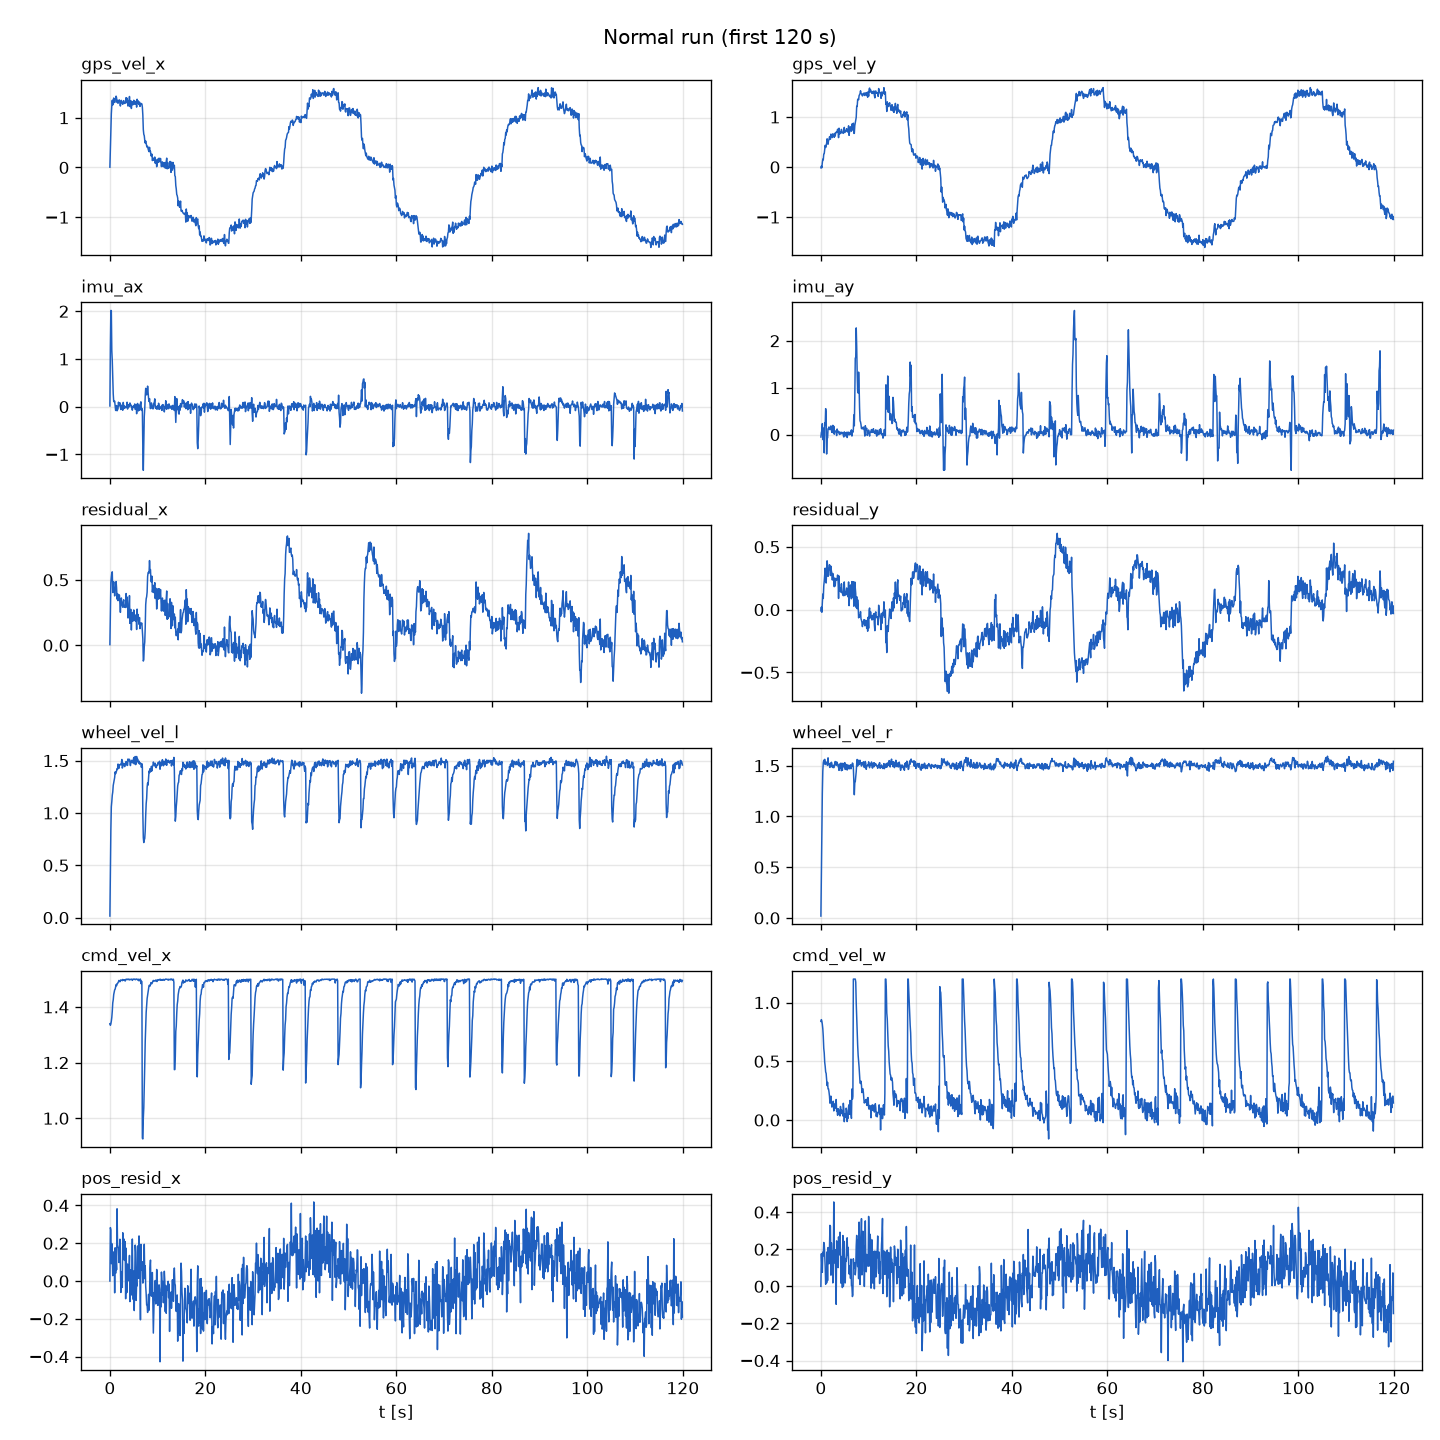 Normal run (first 120 s)
gps_vel_x
gps_vel_y
1
0
−1
1
0
−1
imu_ax
imu_ay
2
1
0
−1
2
1
0
residual_x
residual_y
0.5
0.0
0.5
0.0
−0.5
wheel_vel_l
wheel_vel_r
1.5
1.0
0.5
0.0
1.5
1.0
0.5
0.0
cmd_vel_x
cmd_vel_w
1.4
1.2
1.0
1.0
0.5
0.0
pos_resid_x
pos_resid_y
0.4
0.2
0.0
−0.2
−0.4
0.4
0.2
0.0
−0.2
−0.4
0 20 40 60 80 100 120
0 20 40 60 80 100 120
t [s]
t [s]